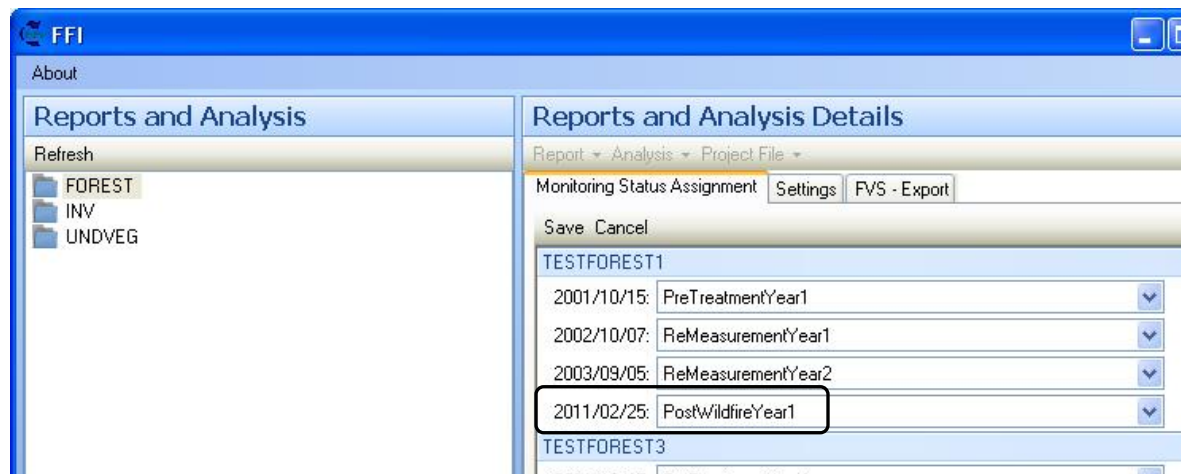 FFI
About
Reports and Analysis
Refresh
FOREST
INV
UNDVEG
Reports and Analysis Details
Report Analysis Project File
Monitoring Status Assignment Settings FVS - Export
Save Cancel
TESTFOREST1
2001/10/15: PreTreatmentYear1
2002/10/07: ReMeasurementYear1
2003/09/05: ReMeasurementYear2
2011/02/25: PostWildfireYear1
TESTFOREST3